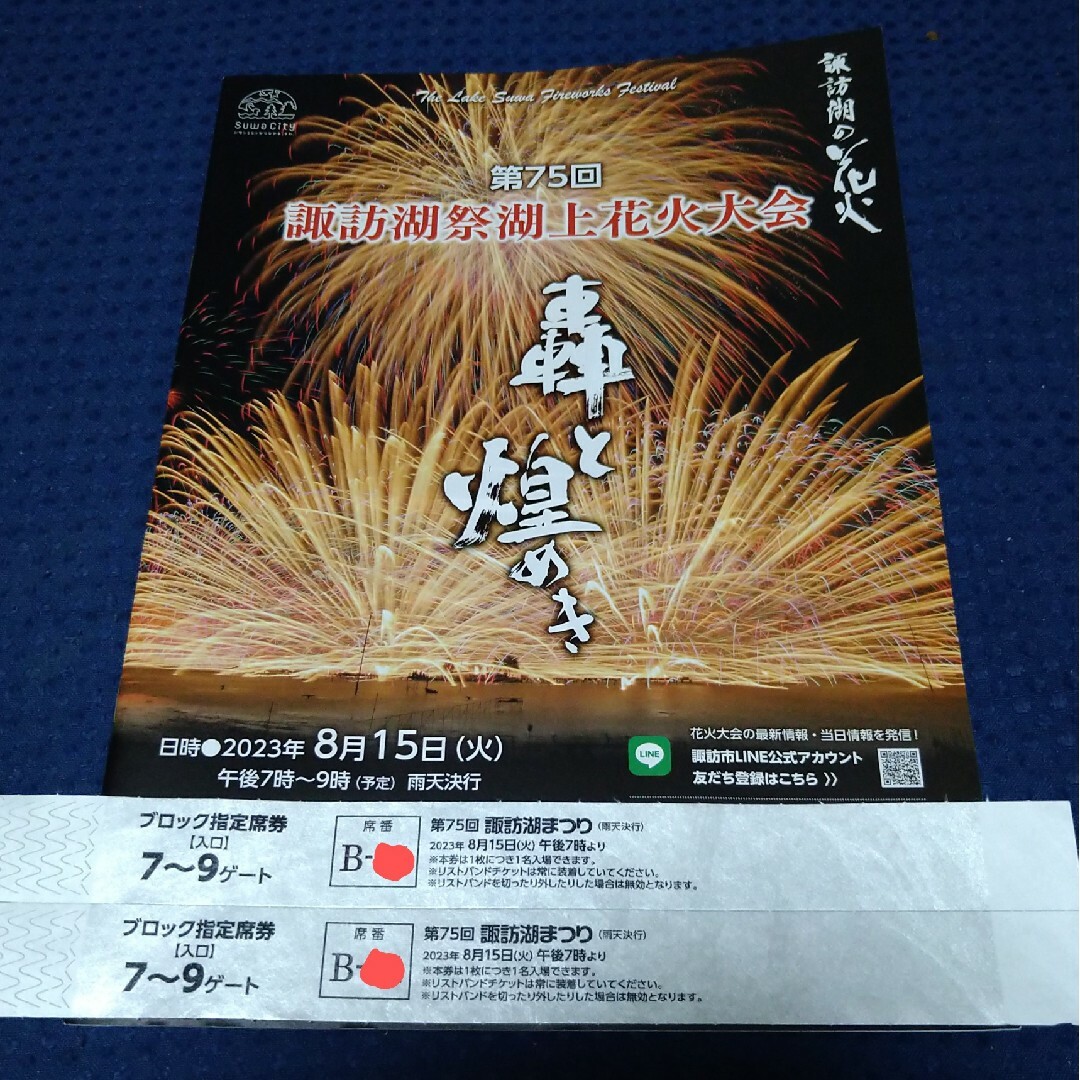 The Lake Suwa Fireworks Festival
Suwa City
諏訪湖の花火
第75回
諏訪湖祭湖上花火大会
轟と
煌めき
日時●2023年 8月15日(火)
午後7時～9時(予定) 雨天決行
花火大会の最新情報・当日情報を発信!
LINE
諏訪市LINE公式アカウント
友だち登録はこちら 》
ブロック指定席券
【入口】
7～9ゲート
席番
B-
第75回 諏訪湖まつり(雨天決行)
2023年 8月15日(火) 午後7時より
※本券は1枚につき1名入場できます。
※リストバンドチケットは常に装着していてください。
※リストバンドを切ったり外したりした場合は無効となります。
ブロック指定席券
【入口】
7～9ゲート
席番
B-
第75回 諏訪湖まつり(雨天決行)
2023年 8月15日(火) 午後7時より
※本券は1枚につき1名入場できます。
※リストバンドチケットは常に装着していてください。
※リストバンドを切ったり外したりした場合は無効となります。